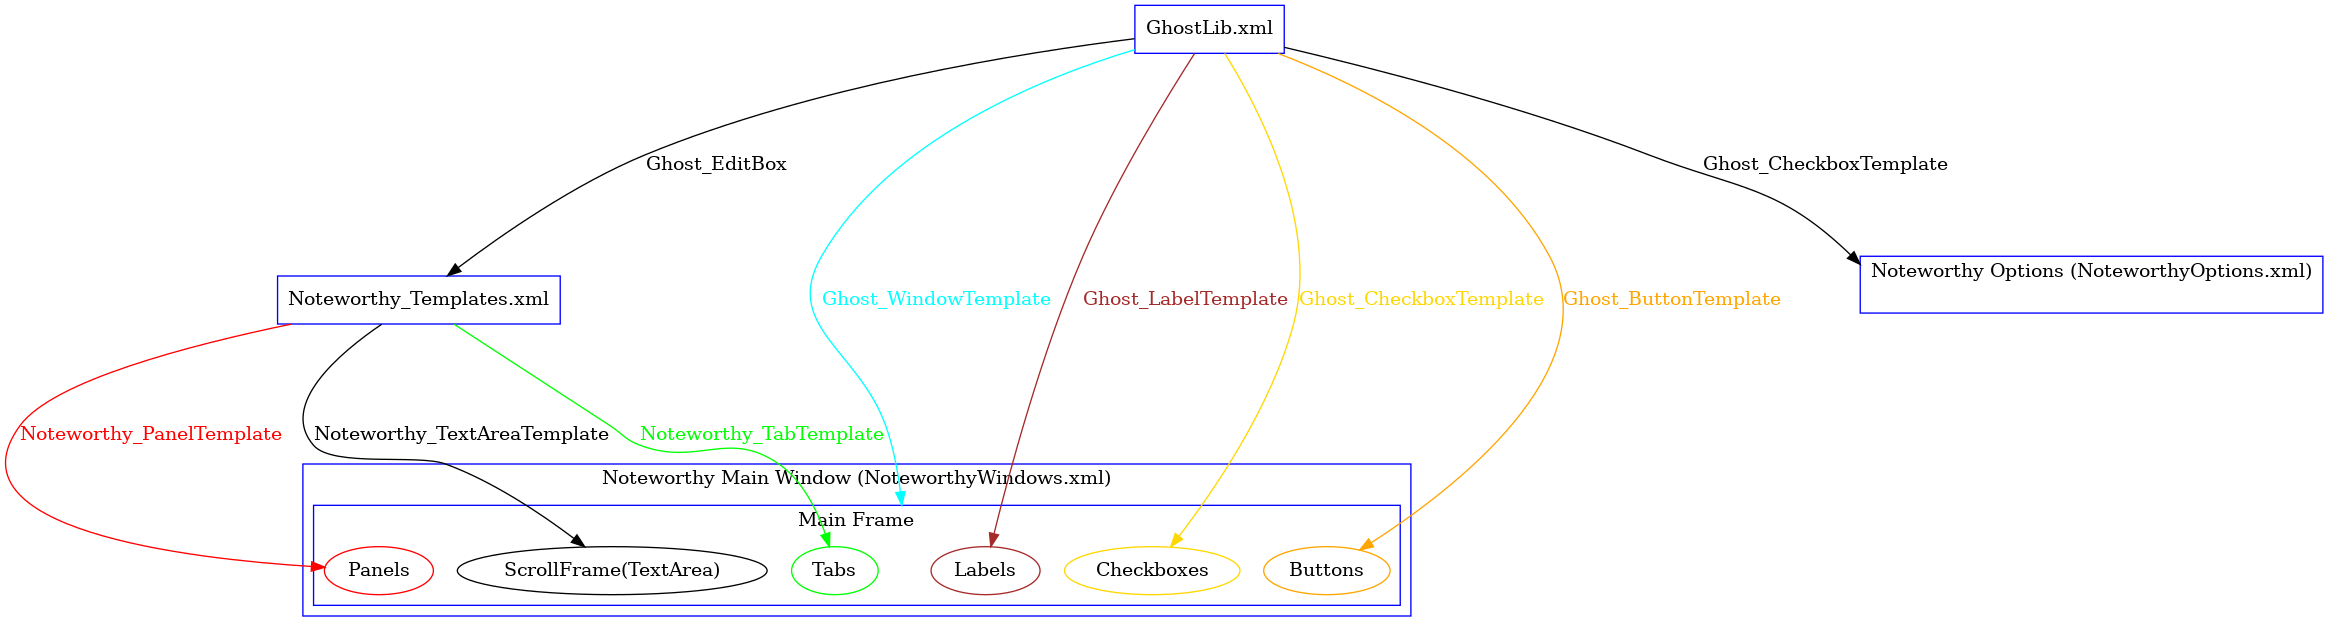 GhostLib.xml
Ghost_EditBox
Ghost_CheckboxTemplate
Noteworthy_Templates.xml
Ghost_WindowTemplate
Ghost_LabelTemplate
Ghost_CheckboxTemplate
Ghost_ButtonTemplate
Noteworthy Options (NoteworthyOptions.xml)
Noteworthy_PanelTemplate
Noteworthy_TextAreaTemplate
Noteworthy_TabTemplate
Noteworthy Main Window (NoteworthyWindows.xml)
Main Frame
Panels
ScrollFrame(TextArea)
Tabs
Labels
Checkboxes
Buttons